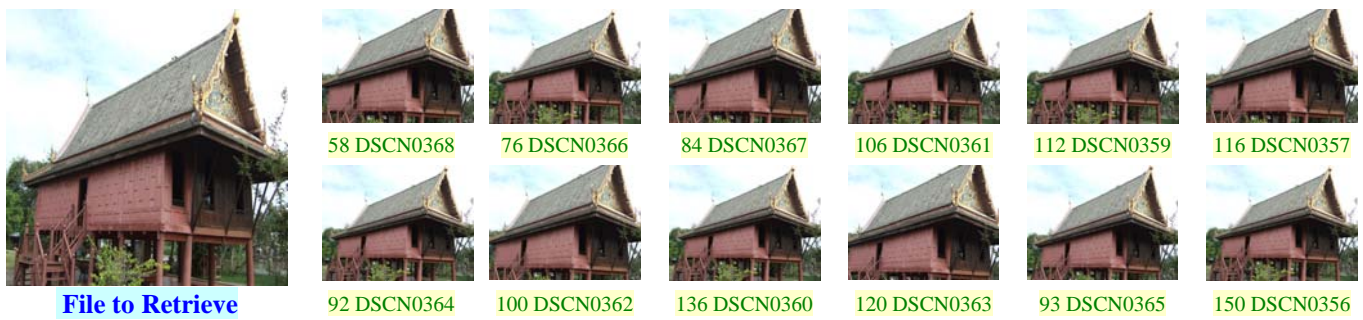 58 DSCN0368
76 DSCN0366
84 DSCN0367
106 DSCN0361
112 DSCN0359
116 DSCN0357
File to Retrieve
92 DSCN0364
100 DSCN0362
136 DSCN0360
120 DSCN0363
93 DSCN0365
150 DSCN0356